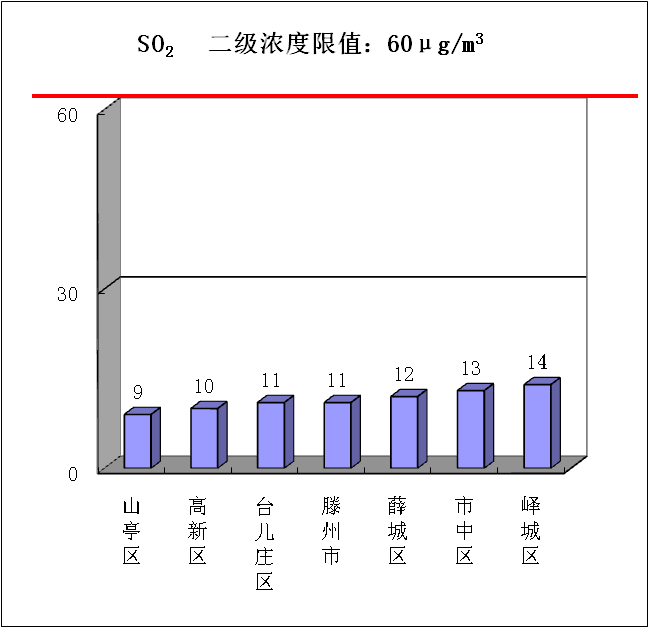 SO₂ 二级浓度限值：60μg/m³
60
30
0
9
10
11
11
12
13
14
山亭区
高新区
台儿庄区
滕州市
薛城区
市中区
峄城区